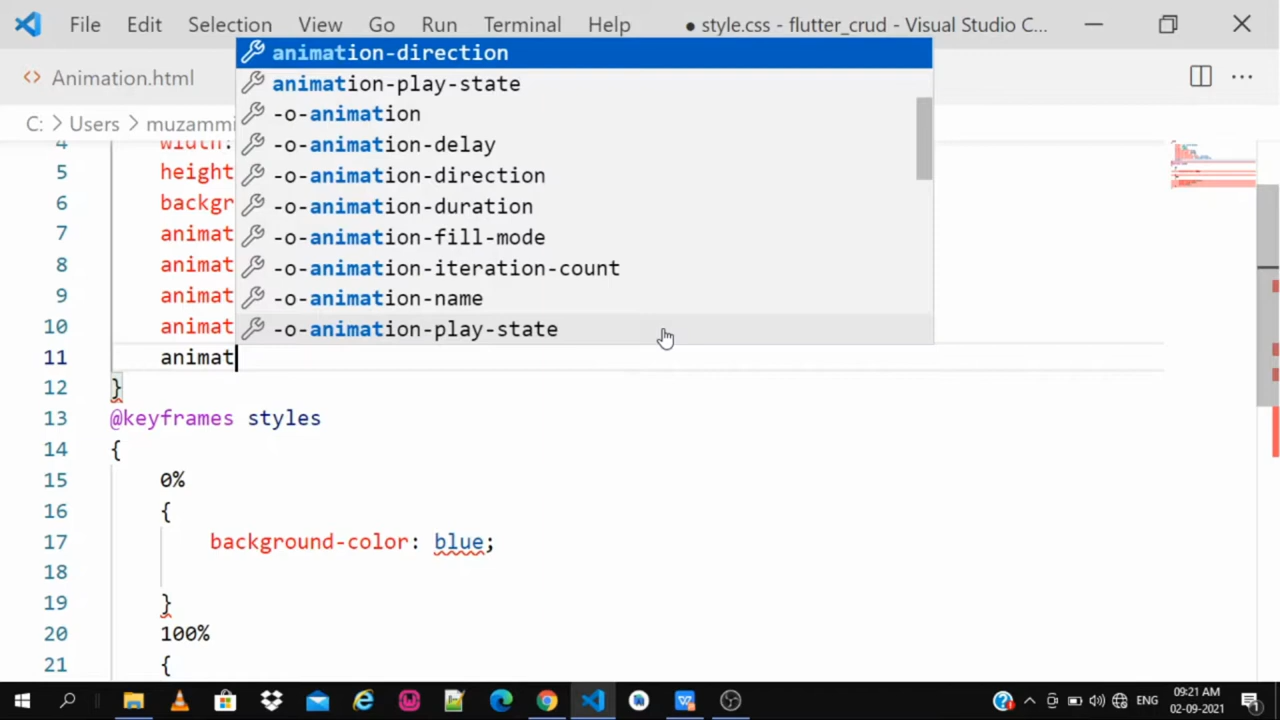 File Edit Selection View Go Run Terminal Help ● style.css - flutter_crud - Visual Studio C...
<> Animation.html
C: > Users > muzammi
animation-direction
animation-play-state
-o-animation
-o-animation-delay
-o-animation-direction
-o-animation-duration
-o-animation-fill-mode
-o-animation-iteration-count
-o-animation-name
-o-animation-play-state
4 width:
5 height
6 backgr
7 animat
8 animat
9 animat
10 animat
11 animat
12 }
13 @keyframes styles
14 {
15 0%
16 {
17 background-color: blue;
18
19 }
20 100%
21 {
ENG
09:21 AM
02-09-2021
1